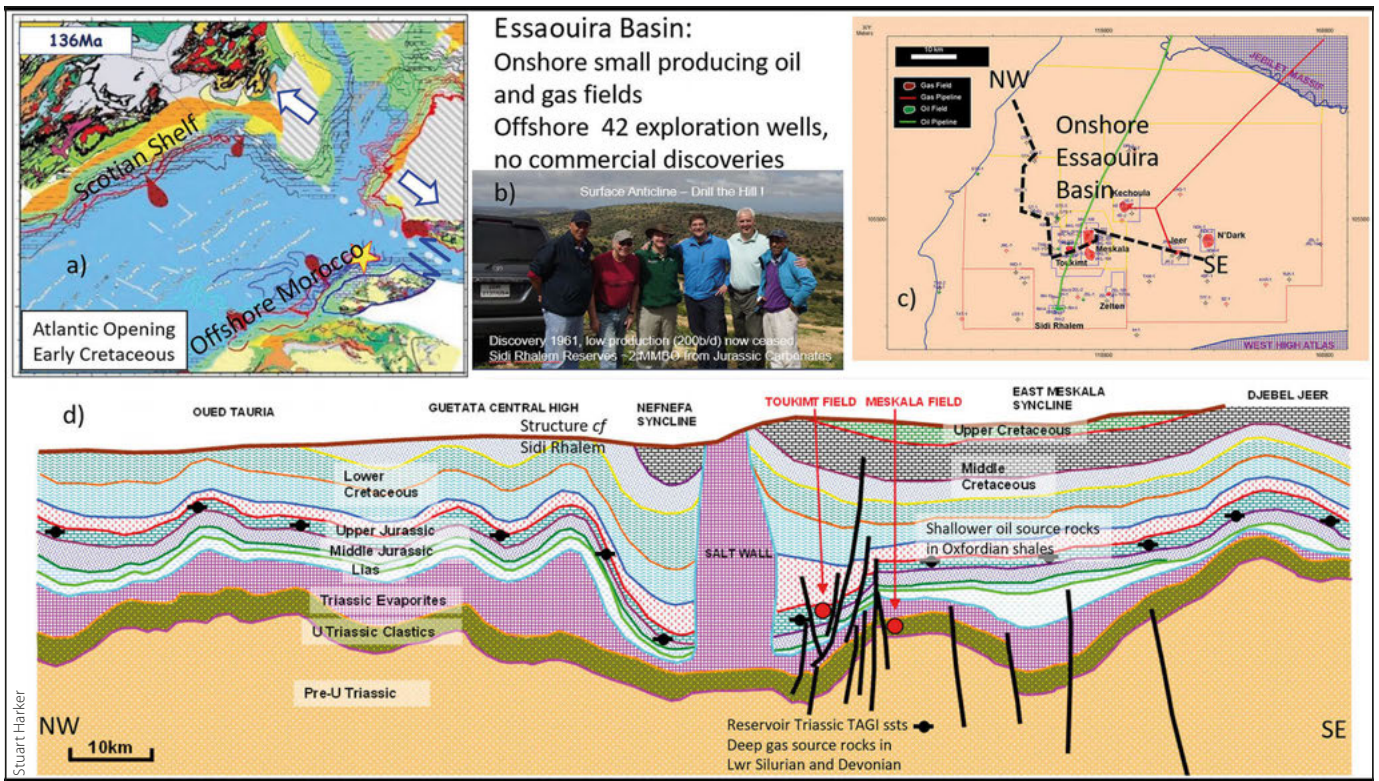 136Ma
Scotian Shelf
a)
Offshore Morocco
Atlantic Opening
Early Cretaceous
Essaouira Basin:
Onshore small producing oil
and gas fields
Offshore 42 exploration wells,
no commercial discoveries
b)
Surface Anticline – Drill the Hill !
Discovery 1961, low production (200b/d) now ceased,
Sidi Rhalem Reserves ~2 MMBO from Jurassic Carbonates
10 km
Gas Field
Gas Pipeline
Oil Field
Oil Pipeline
JEBILET MASSIF
NW
Onshore
Essaouira
Basin
Kechoula
Meskala
Toukimt
Jeer
N'Dark
SE
Zelten
Sidi Rhalem
c)
WEST HIGH ATLAS
d)
OUED TAURIA
GUETATA CENTRAL HIGH
Structure cf
Sidi Rhalem
NEFNEFA
SYNCLINE
TOUKIMT FIELD
MESKALA FIELD
EAST MESKALA
SYNCLINE
DJEBEL JEER
Upper Cretaceous
Middle
Cretaceous
Lower
Cretaceous
Upper Jurassic
Middle Jurassic
Lias
Triassic Evaporites
U Triassic Clastics
Pre-U Triassic
SALT WALL
Shallower oil source rocks
in Oxfordian shales
Reservoir Triassic TAGI ssts
Deep gas source rocks in
Lwr Silurian and Devonian
NW
10km
SE
Stuart Harker